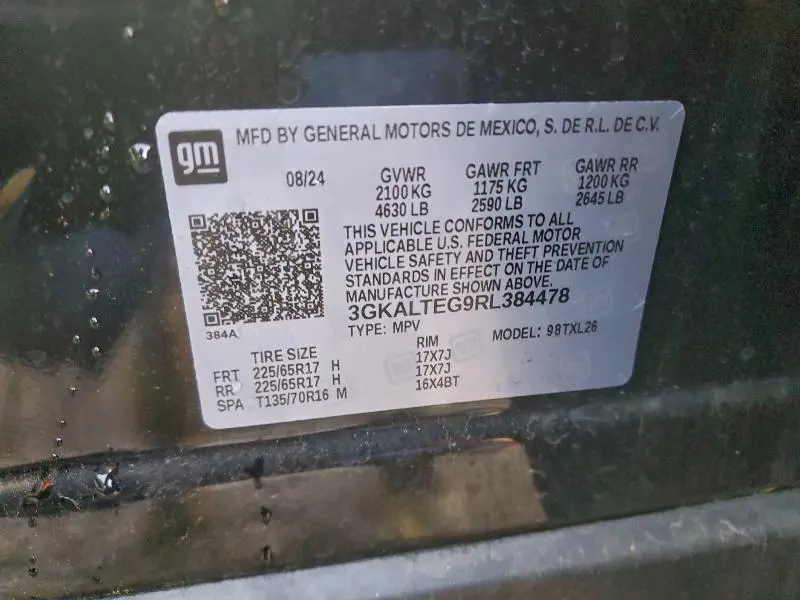 gm
MFD BY GENERAL MOTORS DE MEXICO, S. DE R.L. DE C.V.
08/24
GVWR
2100 KG
4630 LB
GAWR FRT
1175 KG
2590 LB
GAWR RR
1200 KG
2645 LB
THIS VEHICLE CONFORMS TO ALL
APPLICABLE U.S. FEDERAL MOTOR
VEHICLE SAFETY AND THEFT PREVENTION
STANDARDS IN EFFECT ON THE DATE OF
MANUFACTURE SHOWN ABOVE.
3GKALTEG9RL384478
TYPE: MPV
MODEL: 98TXL26
384A
TIRE SIZE RIM
FRT 225/65R17 H 17X7J
RR 225/65R17 H 17X7J
SPA T135/70R16 M 16X4BT